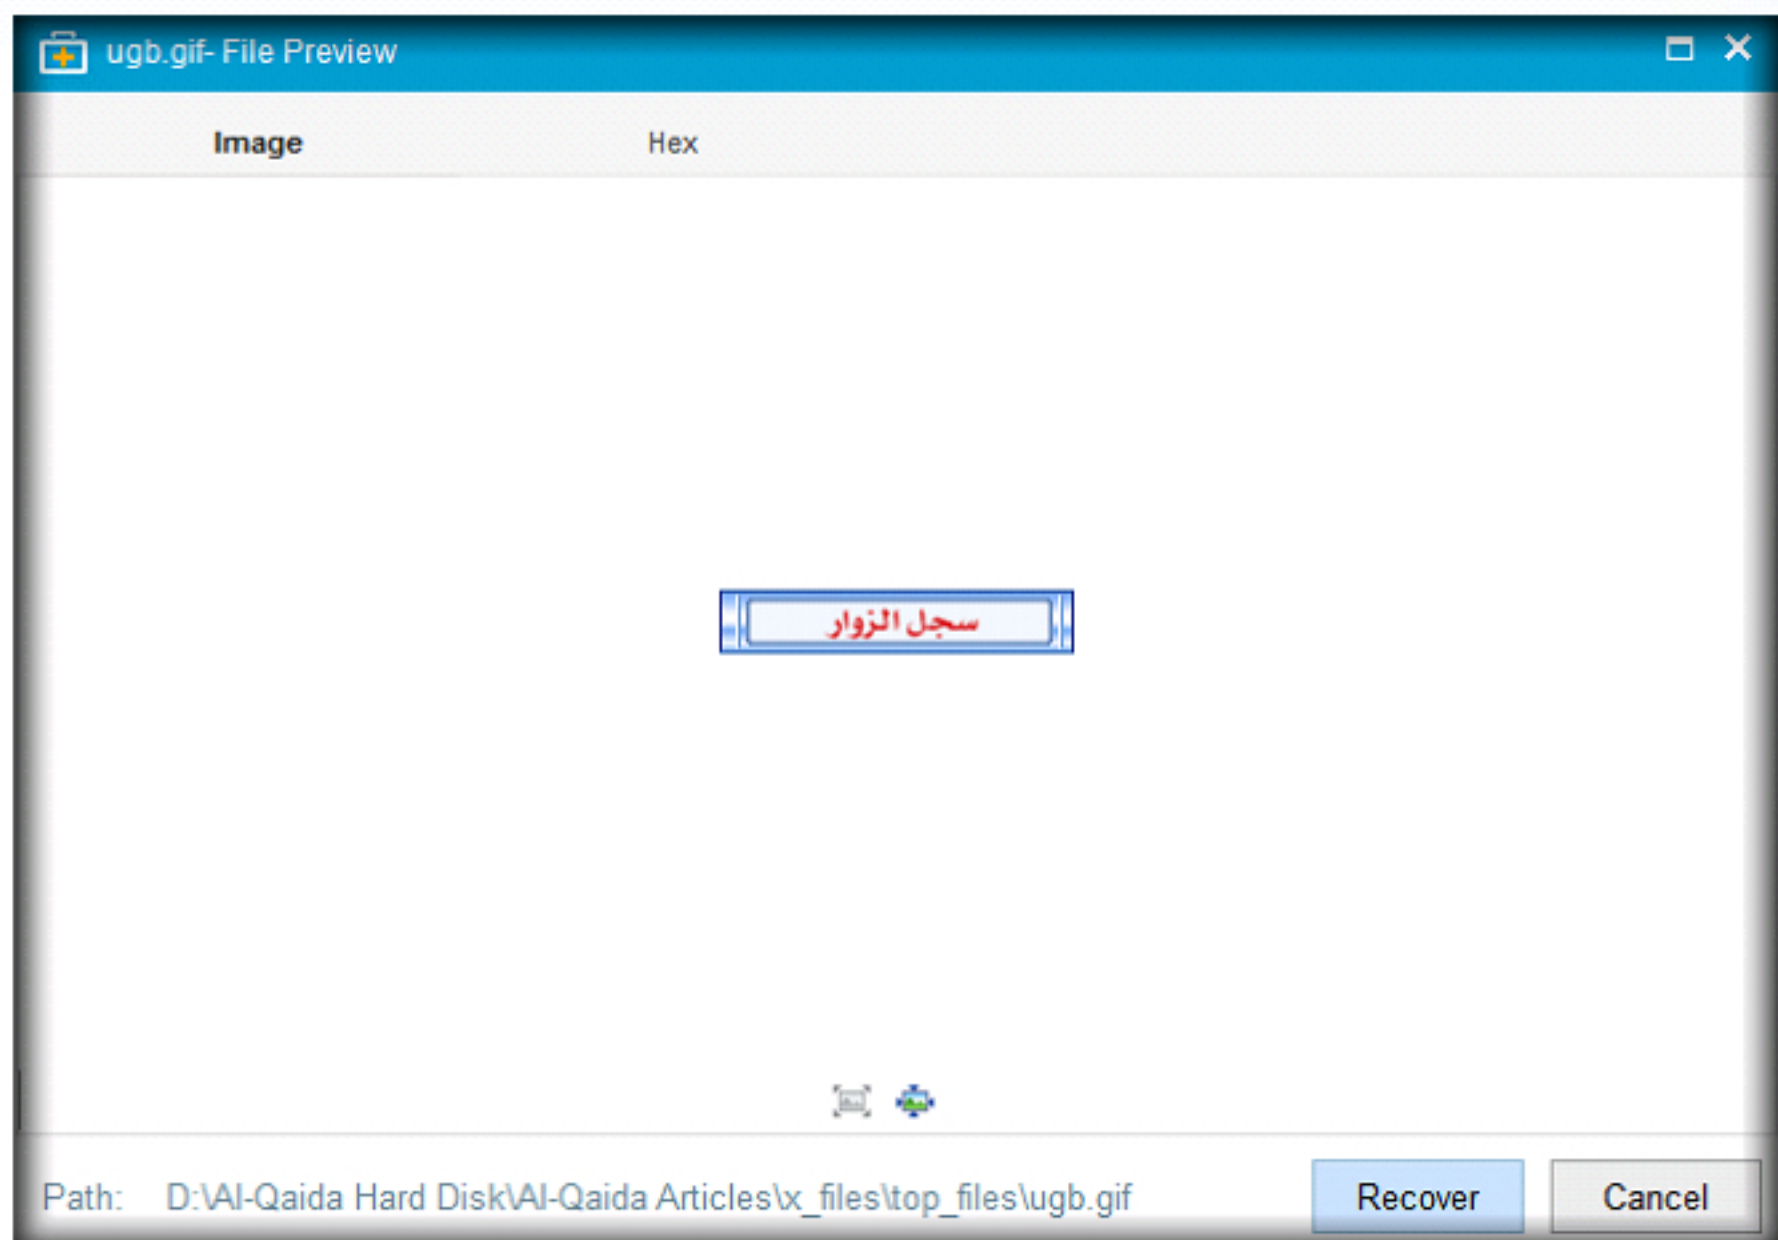 ugb.gif- File Preview
Image Hex
سجل الزوار
Path: D:\Al-Qaida Hard Disk\Al-Qaida Articles\x_files\top_files\ugb.gif Recover Cancel